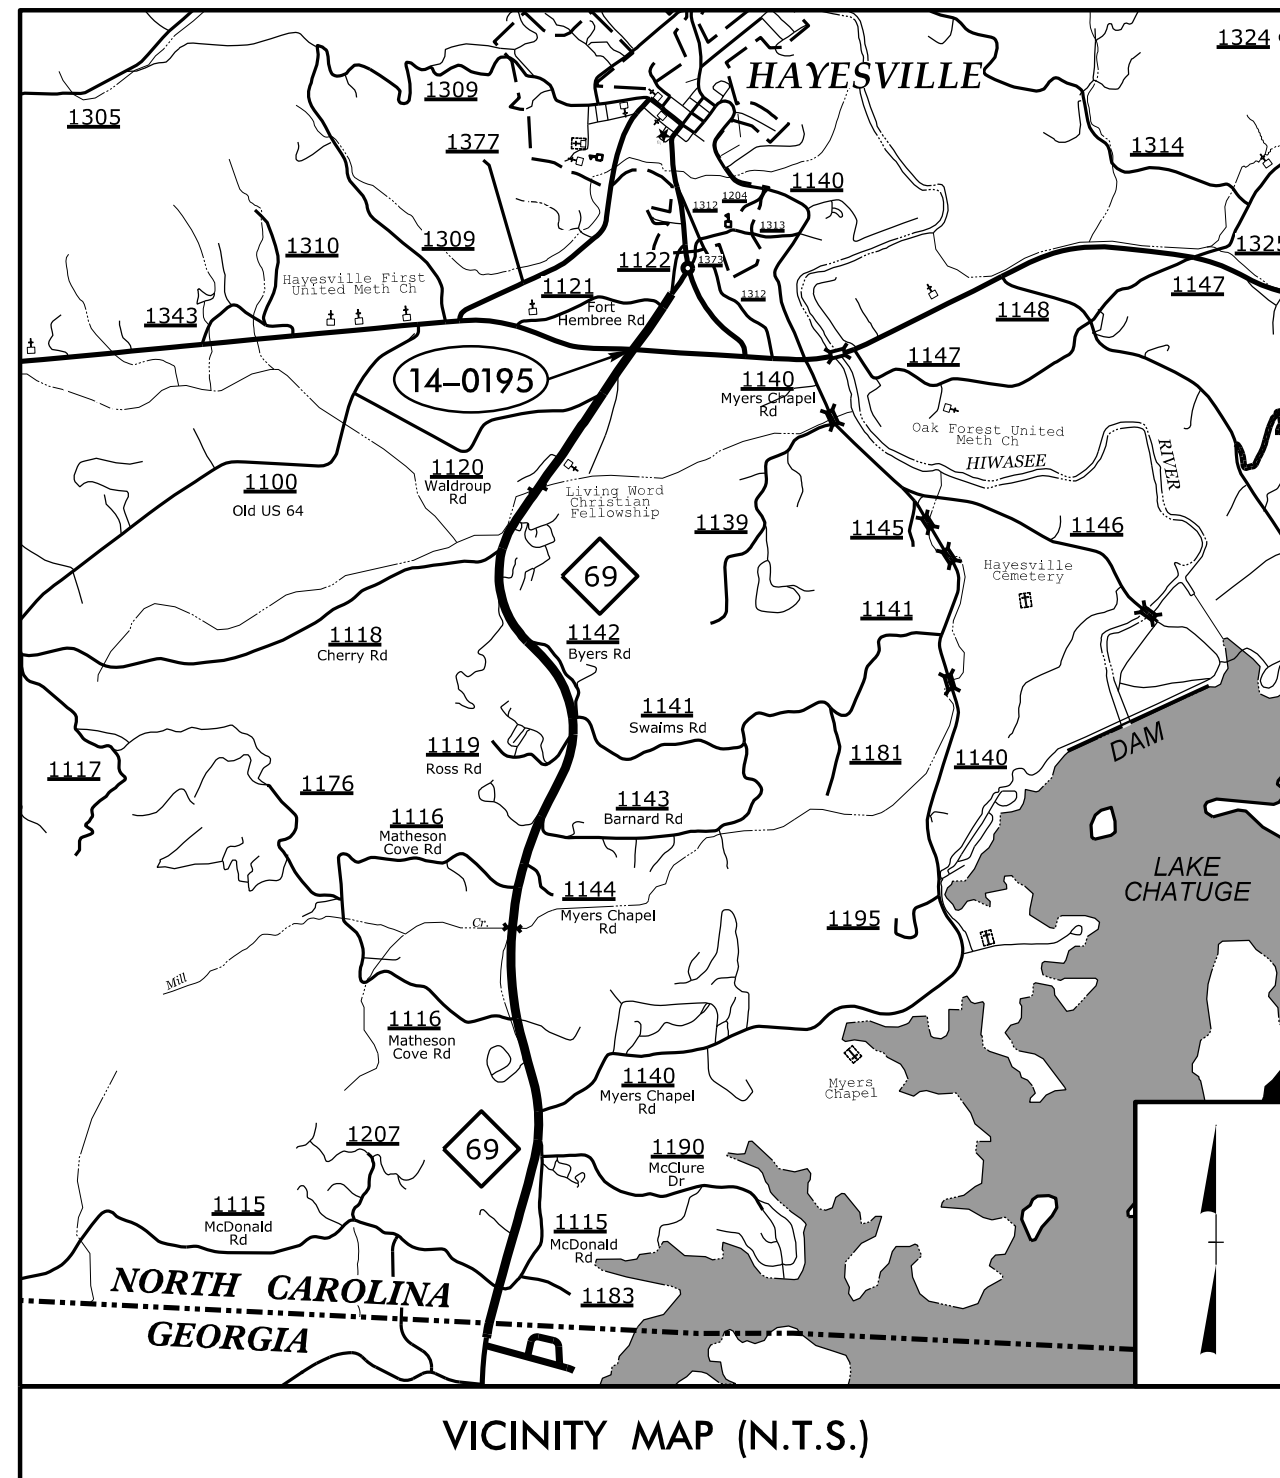 1324
HAYESVILLE
1309
1305
1377
1314
1140
1204
1312
1313
1310
1309
1122
1373
1325
Hayesville First
United Meth Ch
1121
Fort
Hembree Rd
1312
1147
1343
1148
1147
14–0195
1140
Myers Chapel
Rd
Oak Forest United
Meth Ch
HIWASEE
RIVER
1120
Waldroup
Rd
1100
Old US 64
Living Word
Christian
Fellowship
1139
1145
1146
69
Hayesville
Cemetery
1141
1118
Cherry Rd
1142
Byers Rd
1141
Swaims Rd
1119
Ross Rd
DAM
1117
1181
1140
1176
1143
Barnard Rd
1116
Matheson
Cove Rd
LAKE
CHATUGE
1144
Myers Chapel
Rd
1195
Cr.
Mill
1116
Matheson
Cove Rd
1140
Myers Chapel
Rd
Myers
Chapel
1207
69
1190
McClure
Dr
1115
McDonald
Rd
1115
McDonald
Rd
NORTH CAROLINA
1183
GEORGIA
VICINITY MAP (N.T.S.)